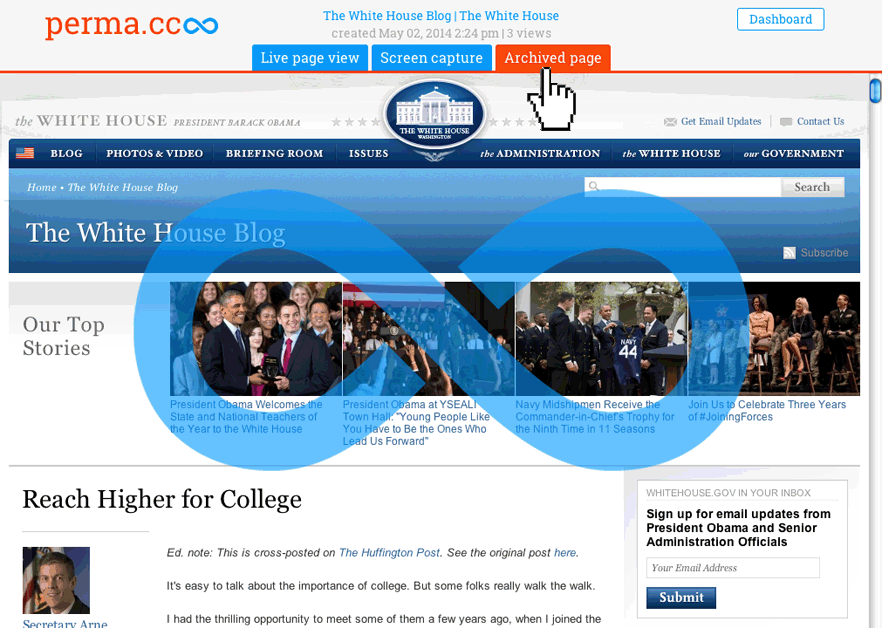 perma.cc
The White House Blog | The White House
created May 02, 2014 2:24 pm | 3 views
Dashboard
Live page view
Screen capture
Archived page
the WHITE HOUSE PRESIDENT BARACK OBAMA
THE WHITE HOUSE
WASHINGTON
Get Email Updates
Contact Us
BLOG
PHOTOS & VIDEO
BRIEFING ROOM
ISSUES
the ADMINISTRATION
the WHITE HOUSE
our GOVERNMENT
Home • The White House Blog
Search
The White House Blog
Subscribe
Our Top
Stories
NAVY
44
President Obama Welcomes the
State and National Teachers of
the Year to the White House
President Obama at YSEALI
Town Hall: "Young People Like
You Have to Be the Ones Who
Lead Us Forward"
Navy Midshipmen Receive the
Commander-in-Chief's Trophy for
the Ninth Time in 11 Seasons
Join Us to Celebrate Three Years
of #JoiningForces
Reach Higher for College
Secretary Arne
Ed. note: This is cross-posted on The Huffington Post. See the original post here.
It's easy to talk about the importance of college. But some folks really walk the walk.
I had the thrilling opportunity to meet some of them a few years ago, when I joined the
WHITEHOUSE.GOV IN YOUR INBOX
Sign up for email updates from
President Obama and Senior
Administration Officials
Your Email Address
Submit